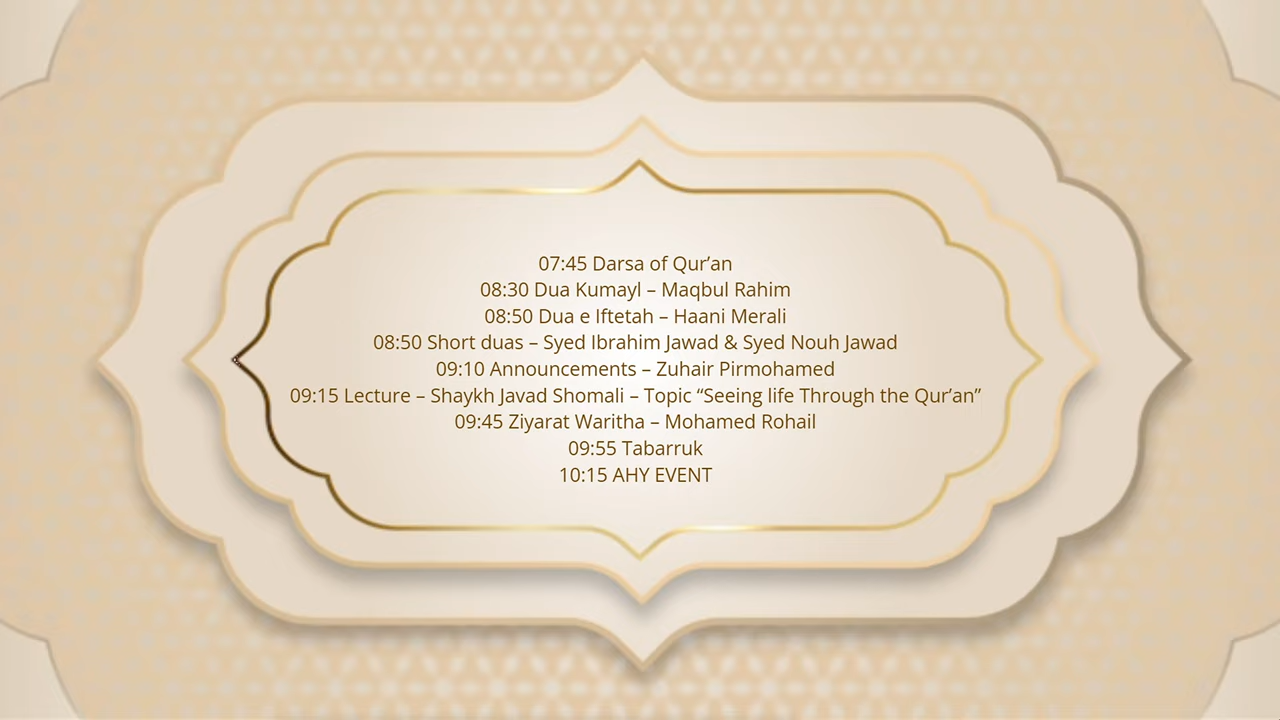 07:45 Darsa of Qur’an
08:30 Dua Kumayl – Maqbul Rahim
08:50 Dua e Iftetah – Haani Merali
08:50 Short duas – Syed Ibrahim Jawad & Syed Nouh Jawad
09:10 Announcements – Zuhair Pirmohamed
09:15 Lecture – Shaykh Javad Shomali – Topic “Seeing life Through the Qur’an”
09:45 Ziyarat Waritha – Mohamed Rohail
09:55 Tabarruk
10:15 AHY EVENT